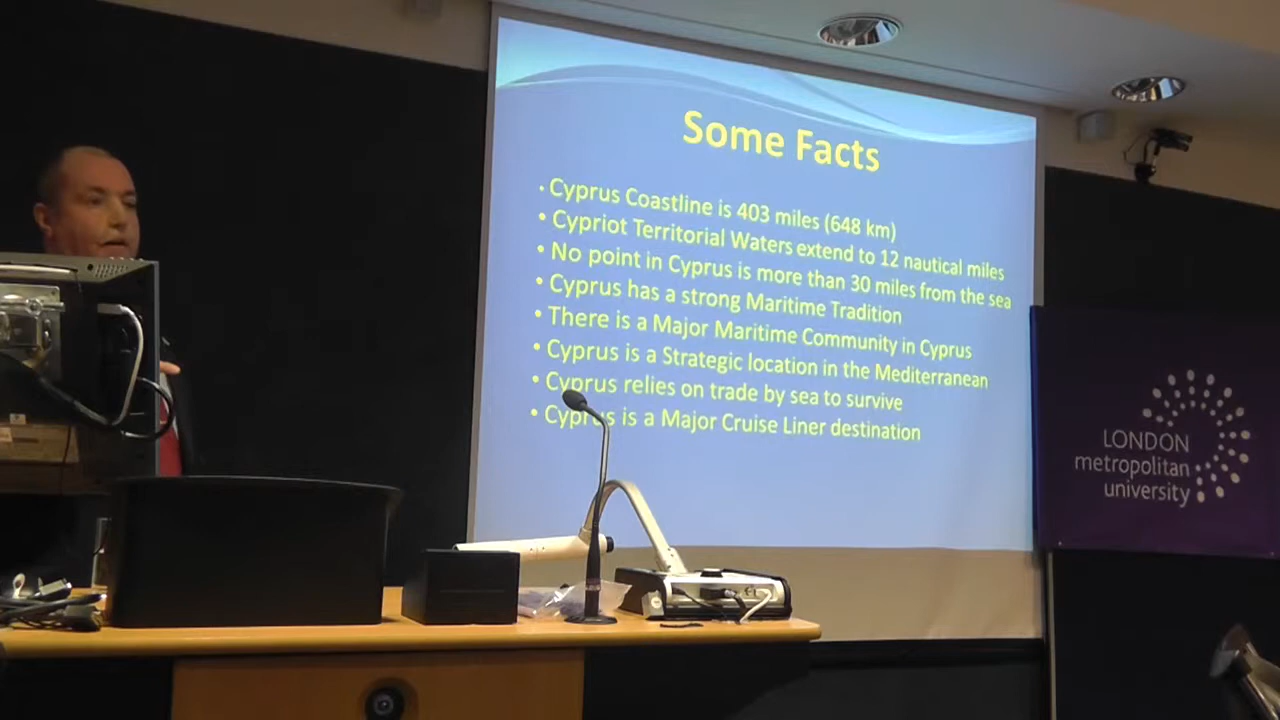 Some Facts
• Cyprus Coastline is 403 miles (648 km)
• Cypriot Territorial Waters extend to 12 nautical miles
• No point in Cyprus is more than 30 miles from the sea
• Cyprus has a strong Maritime Tradition
• There is a Major Maritime Community in Cyprus
• Cyprus is a Strategic location in the Mediterranean
• Cyprus relies on trade by sea to survive
• Cyprus is a Major Cruise Liner destination
LONDON
metropolitan
university